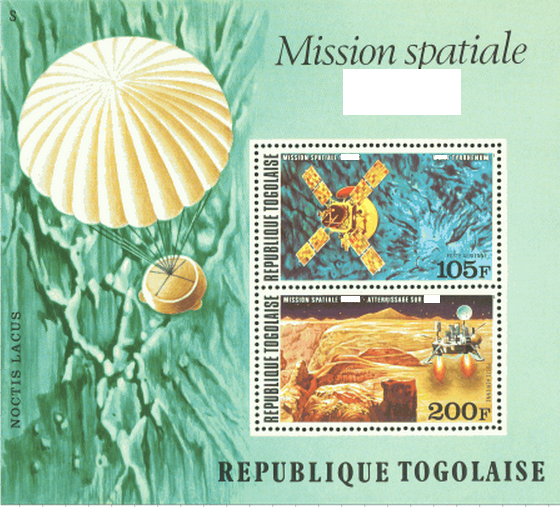 S
Mission spatiale
NOCTIS LACUS
REPUBLIQUE TOGOLAISE
MISSION SPATIALE
105F
REPUBLIQUE TOGOLAISE
MISSION SPATIALE - ATTERRISSAGE SUR
200F
REPUBLIQUE TOGOLAISE